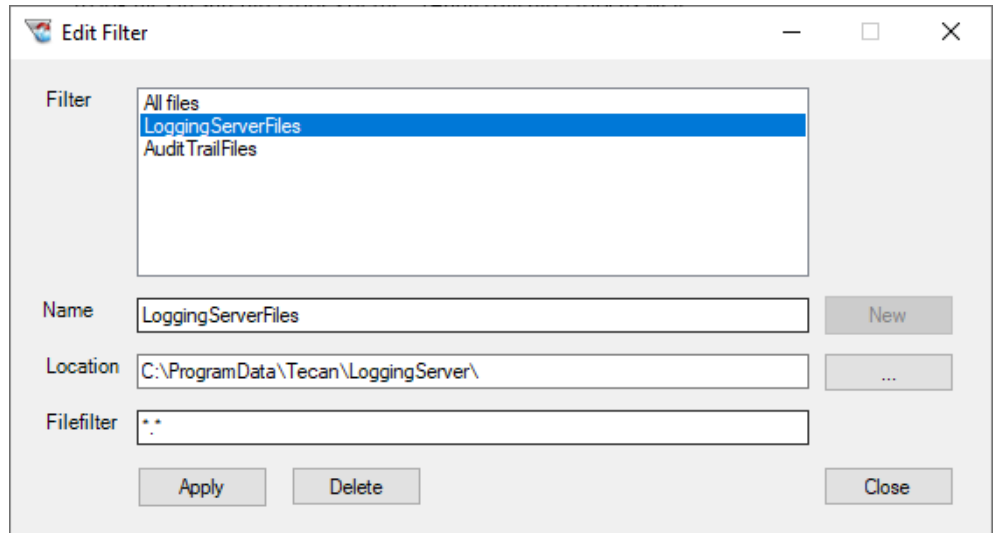 Edit Filter
Filter
All files
LoggingServerFiles
AuditTrailFiles
Name
LoggingServerFiles
New
Location
C:\ProgramData\Tecan\LoggingServer\
...
Filefilter
*.*
Apply
Delete
Close